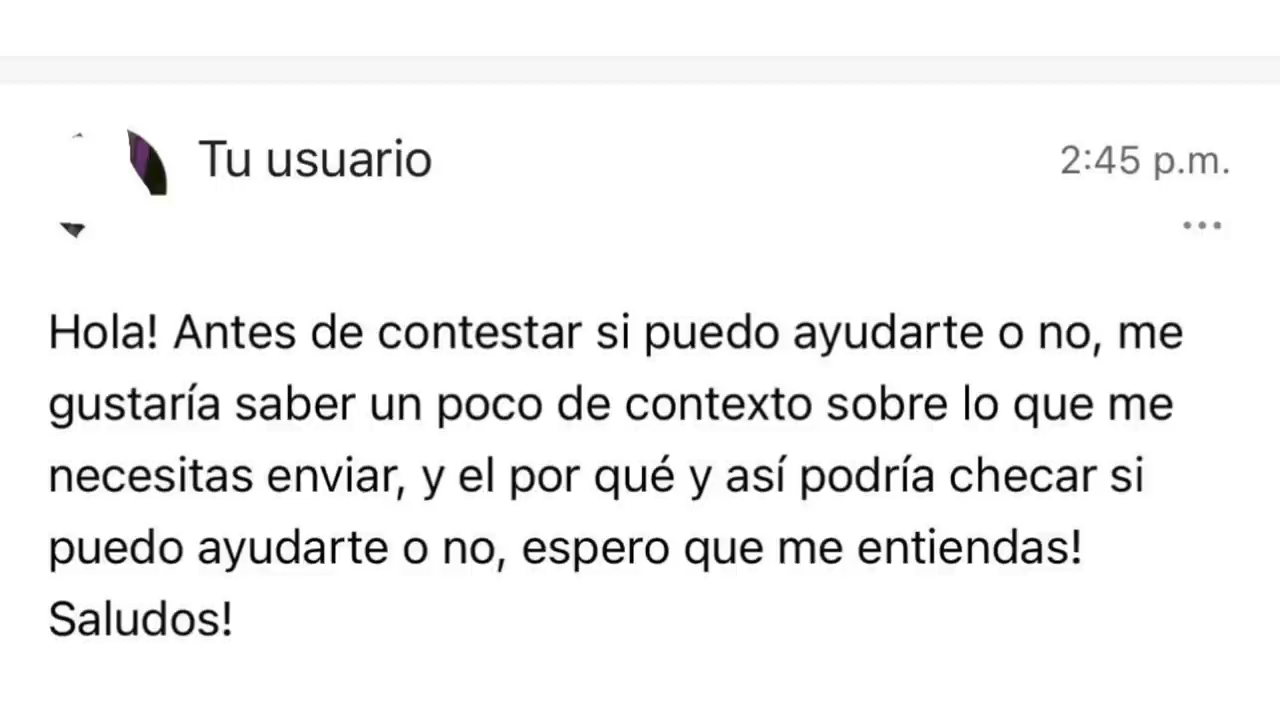 Tu usuario
2:45 p.m.
Hola! Antes de contestar si puedo ayudarte o no, me
gustaría saber un poco de contexto sobre lo que me
necesitas enviar, y el por qué y así podría checar si
puedo ayudarte o no, espero que me entiendas!
Saludos!